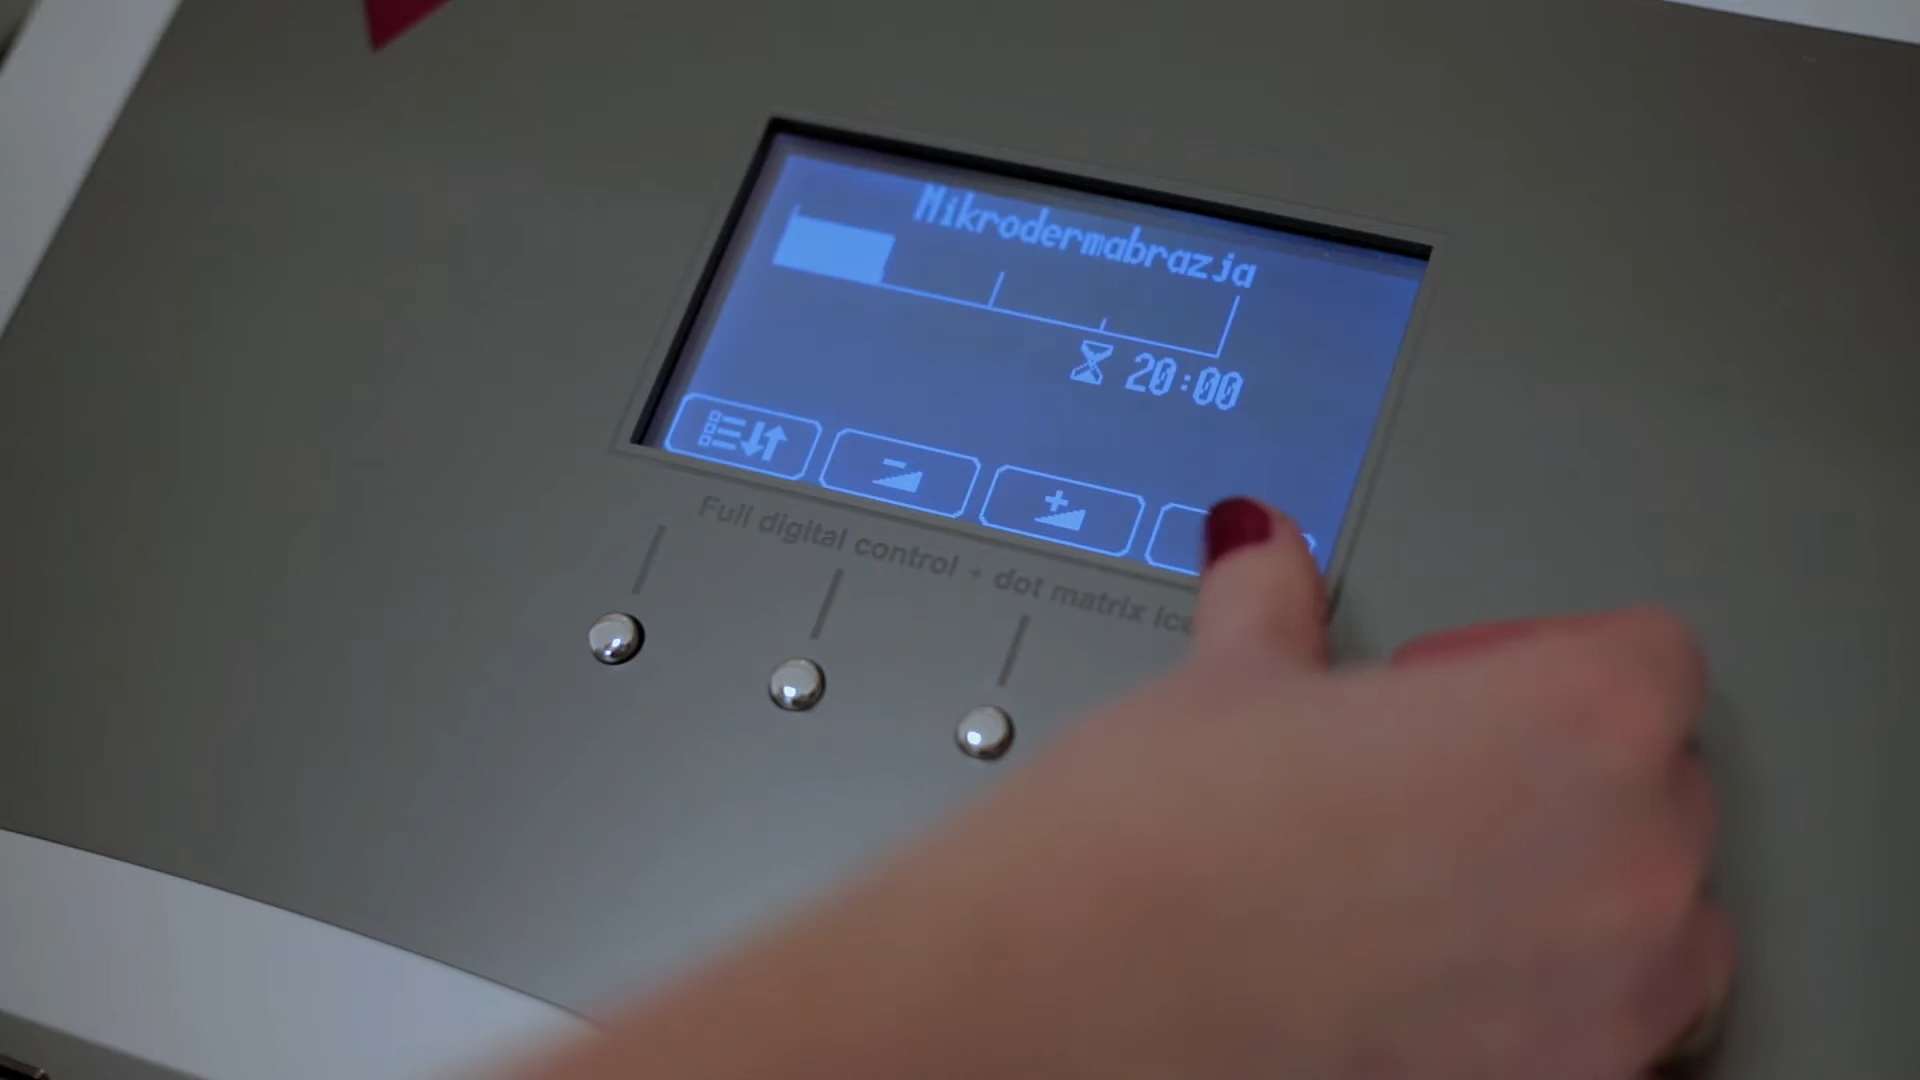 Mikrodermabrazja
20:00
Full digital control + dot matrix